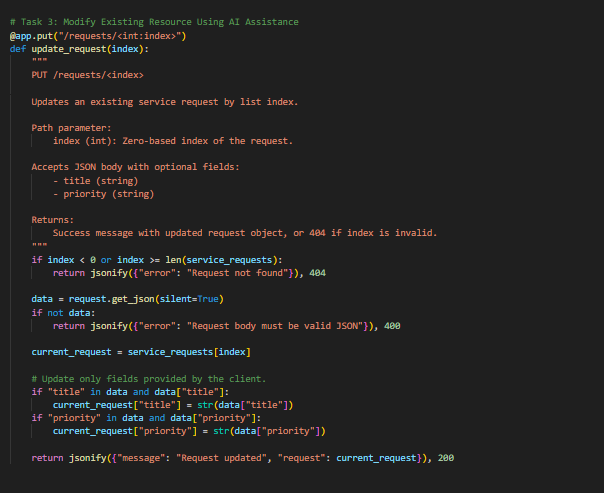 # Task 3: Modify Existing Resource Using AI Assistance
@app.put("/requests/<int:index>")
def update_request(index):
    """
    PUT /requests/<index>

    Updates an existing service request by list index.

    Path parameter:
        index (int): Zero-based index of the request.

    Accepts JSON body with optional fields:
        - title (string)
        - priority (string)

    Returns:
        Success message with updated request object, or 404 if index is invalid.
    """
    if index < 0 or index >= len(service_requests):
        return jsonify({"error": "Request not found"}), 404

    data = request.get_json(silent=True)
    if not data:
        return jsonify({"error": "Request body must be valid JSON"}), 400

    current_request = service_requests[index]

    # Update only fields provided by the client.
    if "title" in data and data["title"]:
        current_request["title"] = str(data["title"])
    if "priority" in data and data["priority"]:
        current_request["priority"] = str(data["priority"])

    return jsonify({"message": "Request updated", "request": current_request}), 200